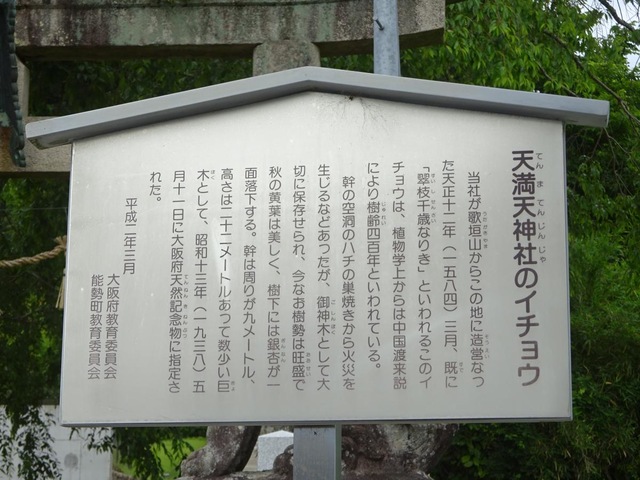 天満天神社のイチョウ
当社が歌垣山からこの地に造営なっ
た天正十二年（一五八四）三月、既に
「翠枝千歳なりき」といわれるこのイ
チョウは、植物学上からは中国渡来説
により樹齢四百年といわれている。
幹の空洞のハチの巣焼きから火災を
生じるなどあったが、御神木として大
切に保存せられ、今なお樹勢は旺盛で
秋の黄葉は美しく、樹下には銀杏が一
面落下する。幹は周りが九メートル、
高さは二十二メートルあって数少い巨
木として、昭和十三年（一九三八）五
月十一日に大阪府天然記念物に指定さ
れた。
平成二年三月
大阪府教育委員会
能勢町教育委員会